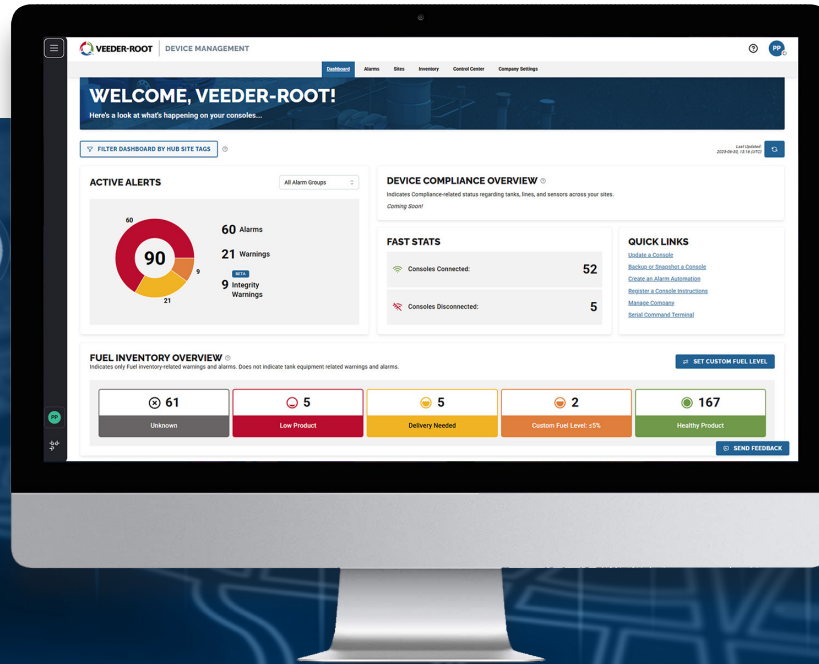 VEEDER-ROOT DEVICE MANAGEMENT
PP
Dashboard Alarms Sites Inventory Control Center Company Settings
WELCOME, VEEDER-ROOT!
Here's a look at what's happening on your consoles...
FILTER DASHBOARD BY HUB SITE TAGS
Last Updated
2025-06-30, 12:16 (UTC)
ACTIVE ALERTS
All Alarm Groups
60
90
9
21
60 Alarms
21 Warnings
BETA
9 Integrity
Warnings
DEVICE COMPLIANCE OVERVIEW
Indicates Compliance-related status regarding tanks, lines, and sensors across your sites.
Coming Soon!
FAST STATS
Consoles Connected: 52
Consoles Disconnected: 5
QUICK LINKS
Update a Console
Backup or Snapshot a Console
Create an Alarm Automation
Register a Console Instructions
Manage Company
Serial Command Terminal
FUEL INVENTORY OVERVIEW
Indicates only Fuel inventory-related warnings and alarms. Does not indicate tank equipment related warnings and alarms.
SET CUSTOM FUEL LEVEL
61
Unknown
5
Low Product
5
Delivery Needed
2
Custom Fuel Level: ≤5%
167
Healthy Product
PP
SEND FEEDBACK